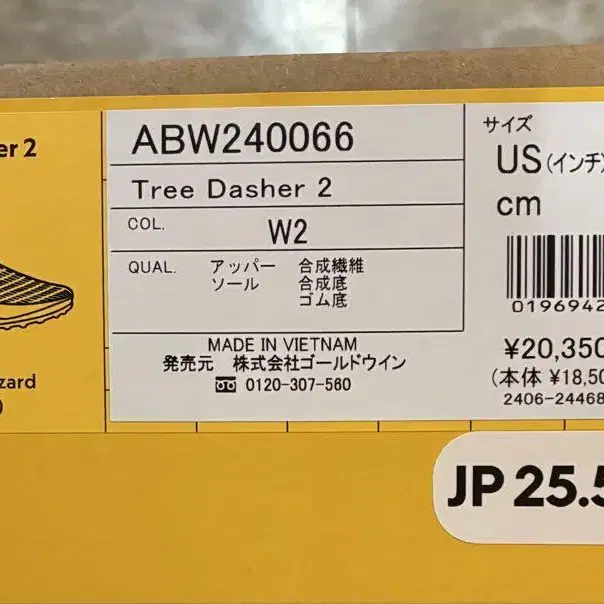 er 2
zard
)
ABW240066
Tree Dasher 2
COL. W2
QUAL. アッパー 合成繊維
ソール 合成底
ゴム底
MADE IN VIETNAM
発売元 株式会社ゴールドウイン
0120-307-560
サイズ
US(インチ)
cm
0196942
¥20,350
(本体 ¥18,50
2406-24468
JP 25.5